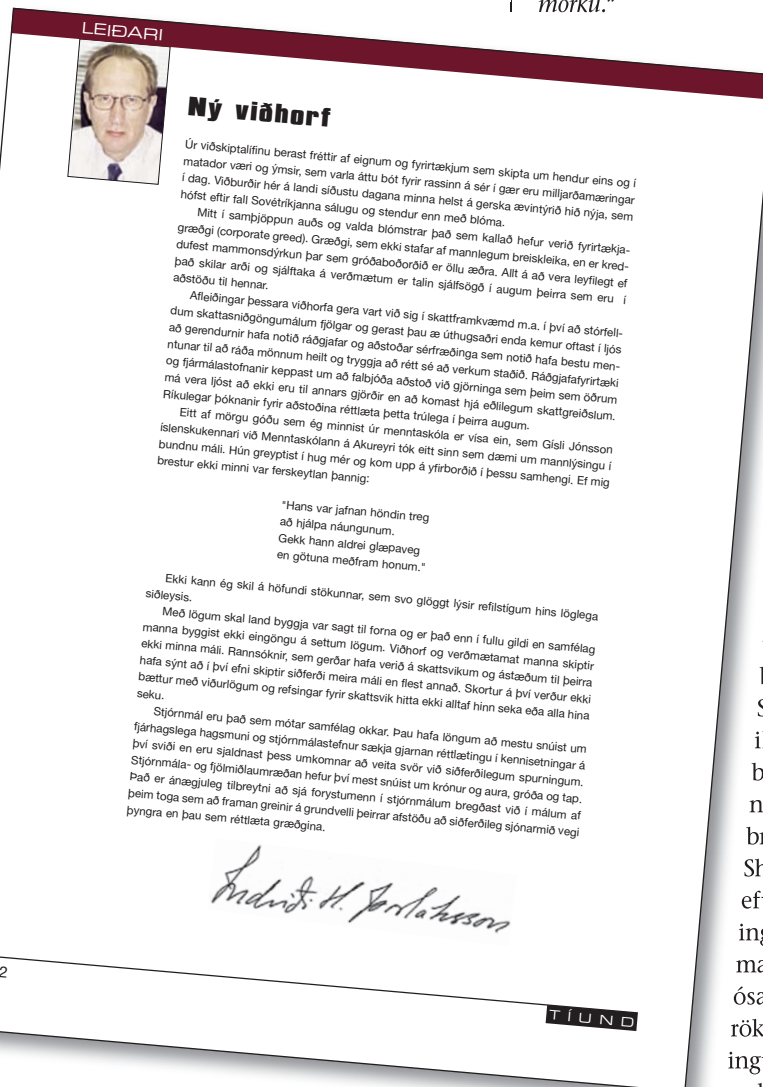 mörku."
LEIÐARI
Ný viðhorf
Úr viðskiptalífinu berast fréttir af eignum og fyrirtækjum sem skipta um hendur eins og í
matador væri og ýmsir, sem varla áttu bót fyrir rassinn á sér í gær eru milljarðamæringar
í dag. Viðburðir hér á landi síðustu dagana minna helst á gerska ævintýrið hið nýja, sem
hófst eftir fall Sovétríkjanna sálugu og stendur enn með blóma.
Mitt í samþjöppun auðs og valda blómstrar það sem kallað hefur verið fyrirtækja-
græðgi (corporate greed). Græðgi, sem ekki stafar af mannlegum breiskleika, en er kred-
dufest mammonsdýrkun þar sem gróðaboðorðið er öllu æðra. Allt á að vera leyfilegt ef
það skilar arði og sjálftaka á verðmætum er talin sjálfsögð í augum þeirra sem eru í
aðstöðu til hennar.
Afleiðingar þessara viðhorfa gera vart við sig í skattframkvæmd m.a. í því að stórfell-
dum skattasniðgöngumálum fjölgar og gerast þau æ úthugsaðri enda kemur oftast í ljós
að gerendurnir hafa notið ráðgjafar og aðstoðar sérfræðinga sem notið hafa bestu men-
ntunar til að ráða mönnum heilt og tryggja að rétt sé að verkum staðið. Ráðgjafafyrirtæki
og fjármálastofnanir keppast um að falbjóða aðstoð við gjörninga sem þeim sem öðrum
má vera ljóst að ekki eru til annars gjörðir en að komast hjá eðlilegum skattgreiðslum.
Ríkulegar þóknanir fyrir aðstoðina réttlæta þetta trúlega í þeirra augum.
Eitt af mörgu góðu sem ég minnist úr menntaskóla er vísa ein, sem Gísli Jónsson
íslenskukennari við Menntaskólann á Akureyri tók eitt sinn sem dæmi um mannlýsingu í
bundnu máli. Hún greyptist í hug mér og kom upp á yfirborðið í þessu samhengi. Ef mig
brestur ekki minni var ferskeytlan þannig:
"Hans var jafnan höndin treg
að hjálpa náungunum.
Gekk hann aldrei glæpaveg
en götuna meðfram honum."
Ekki kann ég skil á höfundi stökunnar, sem svo glöggt lýsir refilstígum hins löglega
siðleysis.
Með lögum skal land byggja var sagt til forna og er það enn í fullu gildi en samfélag
manna byggist ekki eingöngu á settum lögum. Viðhorf og verðmætamat manna skiptir
ekki minna máli. Rannsóknir, sem gerðar hafa verið á skattsvikum og ástæðum til þeirra
hafa sýnt að í því efni skiptir siðferði meira máli en flest annað. Skortur á því verður ekki
bættur með viðurlögum og refsingar fyrir skattsvik hitta ekki alltaf hinn seka eða alla hina
seku.
Stjórnmál eru það sem mótar samfélag okkar. Þau hafa löngum að mestu snúist um
fjárhagslega hagsmuni og stjórnmálastefnur sækja gjarnan réttlætingu í kennisetningar á
því sviði en eru sjaldnast þess umkomnar að veita svör við siðferðilegum spurningum.
Stjórnmála- og fjölmiðlaumræðan hefur því mest snúist um krónur og aura, gróða og tap.
Það er ánægjuleg tilbreytni að sjá forystumenn í stjórnmálum bregðast við í málum af
þeim toga sem að framan greinir á grundvelli þeirrar afstöðu að siðferðileg sjónarmið vegi
þyngra en þau sem réttlæta græðgina.
Indriði H. Þorláksson
2
TÍUND